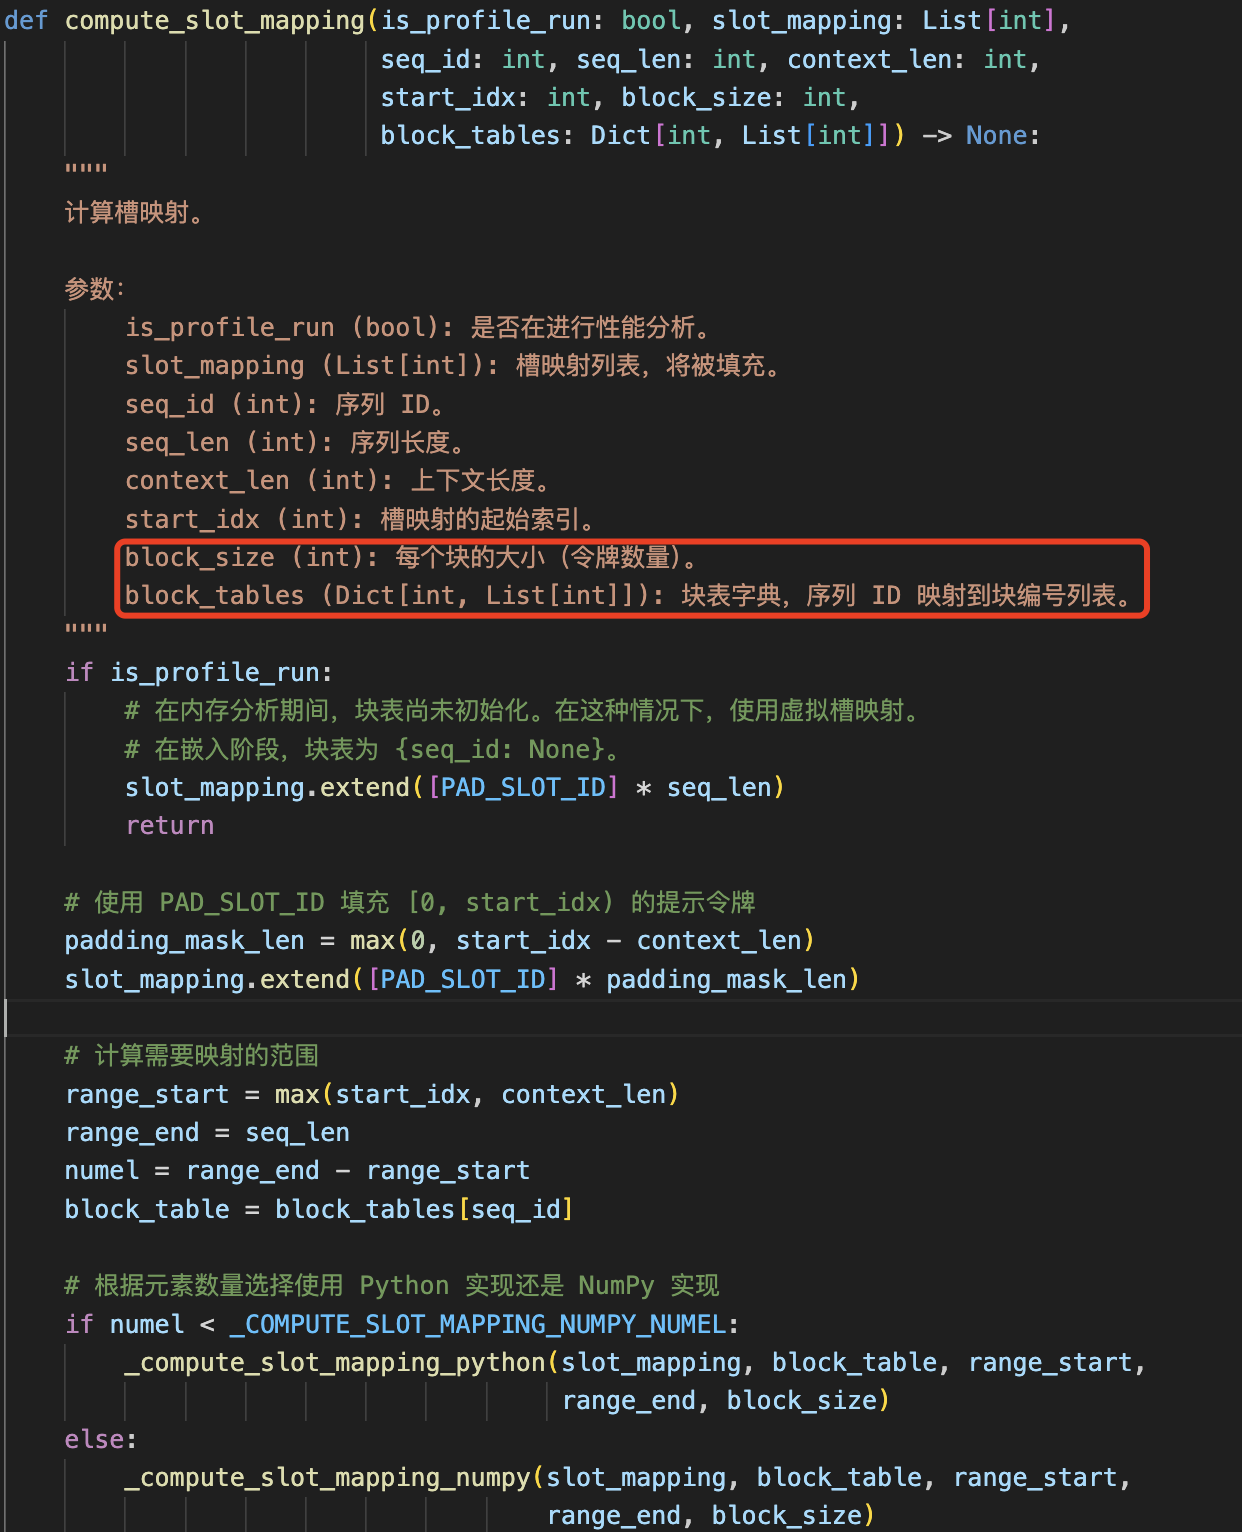 def compute_slot_mapping(is_profile_run: bool, slot_mapping: List[int],
                         seq_id: int, seq_len: int, context_len: int,
                         start_idx: int, block_size: int,
                         block_tables: Dict[int, List[int]]) -> None:
    """
    计算槽映射。

    参数:
        is_profile_run (bool): 是否在进行性能分析。
        slot_mapping (List[int]): 槽映射列表，将被填充。
        seq_id (int): 序列 ID。
        seq_len (int): 序列长度。
        context_len (int): 上下文长度。
        start_idx (int): 槽映射的起始索引。
        block_size (int): 每个块的大小（令牌数量）。
        block_tables (Dict[int, List[int]]): 块表字典，序列 ID 映射到块编号列表。
    """
    if is_profile_run:
        # 在内存分析期间，块表尚未初始化。在这种情况下，使用虚拟槽映射。
        # 在嵌入阶段，块表为 {seq_id: None}。
        slot_mapping.extend([PAD_SLOT_ID] * seq_len)
        return

    # 使用 PAD_SLOT_ID 填充 [0, start_idx) 的提示令牌
    padding_mask_len = max(0, start_idx - context_len)
    slot_mapping.extend([PAD_SLOT_ID] * padding_mask_len)

    # 计算需要映射的范围
    range_start = max(start_idx, context_len)
    range_end = seq_len
    numel = range_end - range_start
    block_table = block_tables[seq_id]

    # 根据元素数量选择使用 Python 实现还是 NumPy 实现
    if numel < _COMPUTE_SLOT_MAPPING_NUMPY_NUMEL:
        _compute_slot_mapping_python(slot_mapping, block_table, range_start,
                                     range_end, block_size)
    else:
        _compute_slot_mapping_numpy(slot_mapping, block_table, range_start,
                                    range_end, block_size)